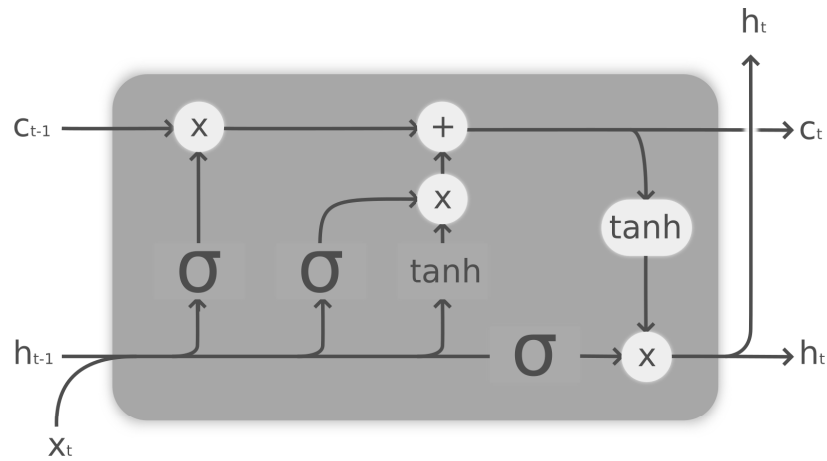 hₜ
cₜ₋₁ x + cₜ
x
tanh
σ σ tanh
hₜ₋₁ σ x hₜ
xₜ